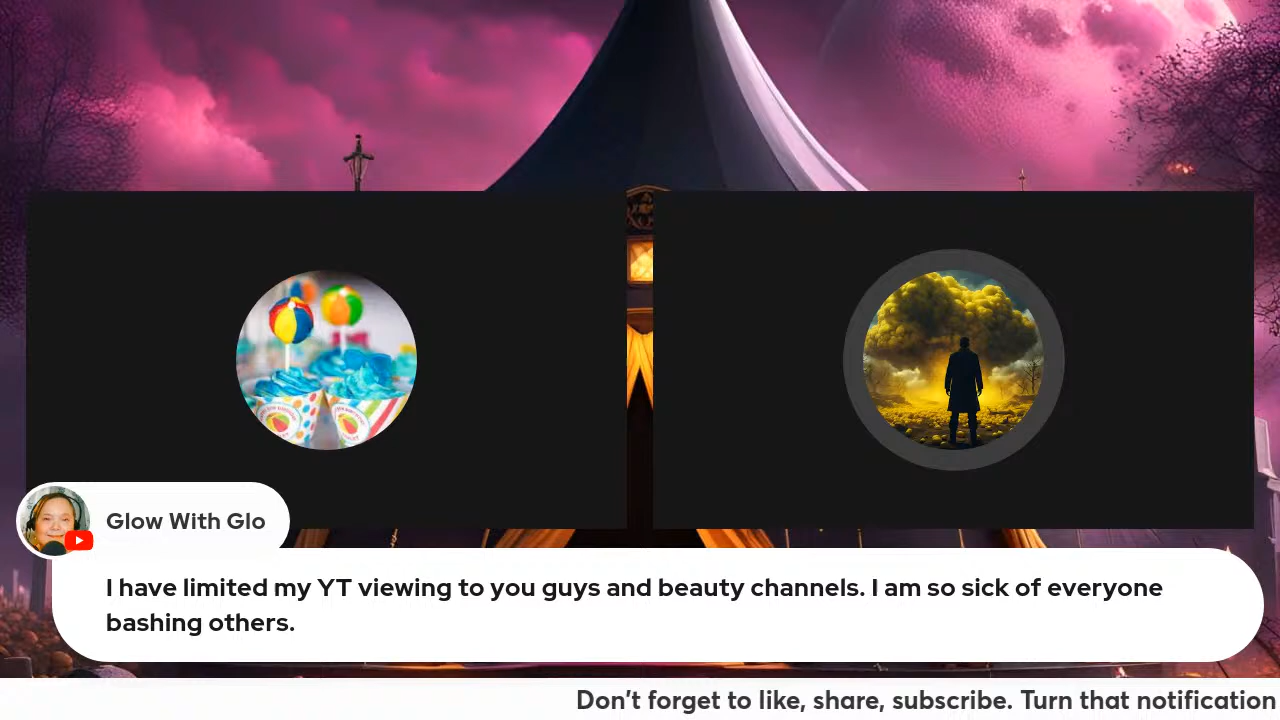 Glow With Glo
I have limited my YT viewing to you guys and beauty channels. I am so sick of everyone
bashing others.
Don't forget to like, share, subscribe. Turn that notification